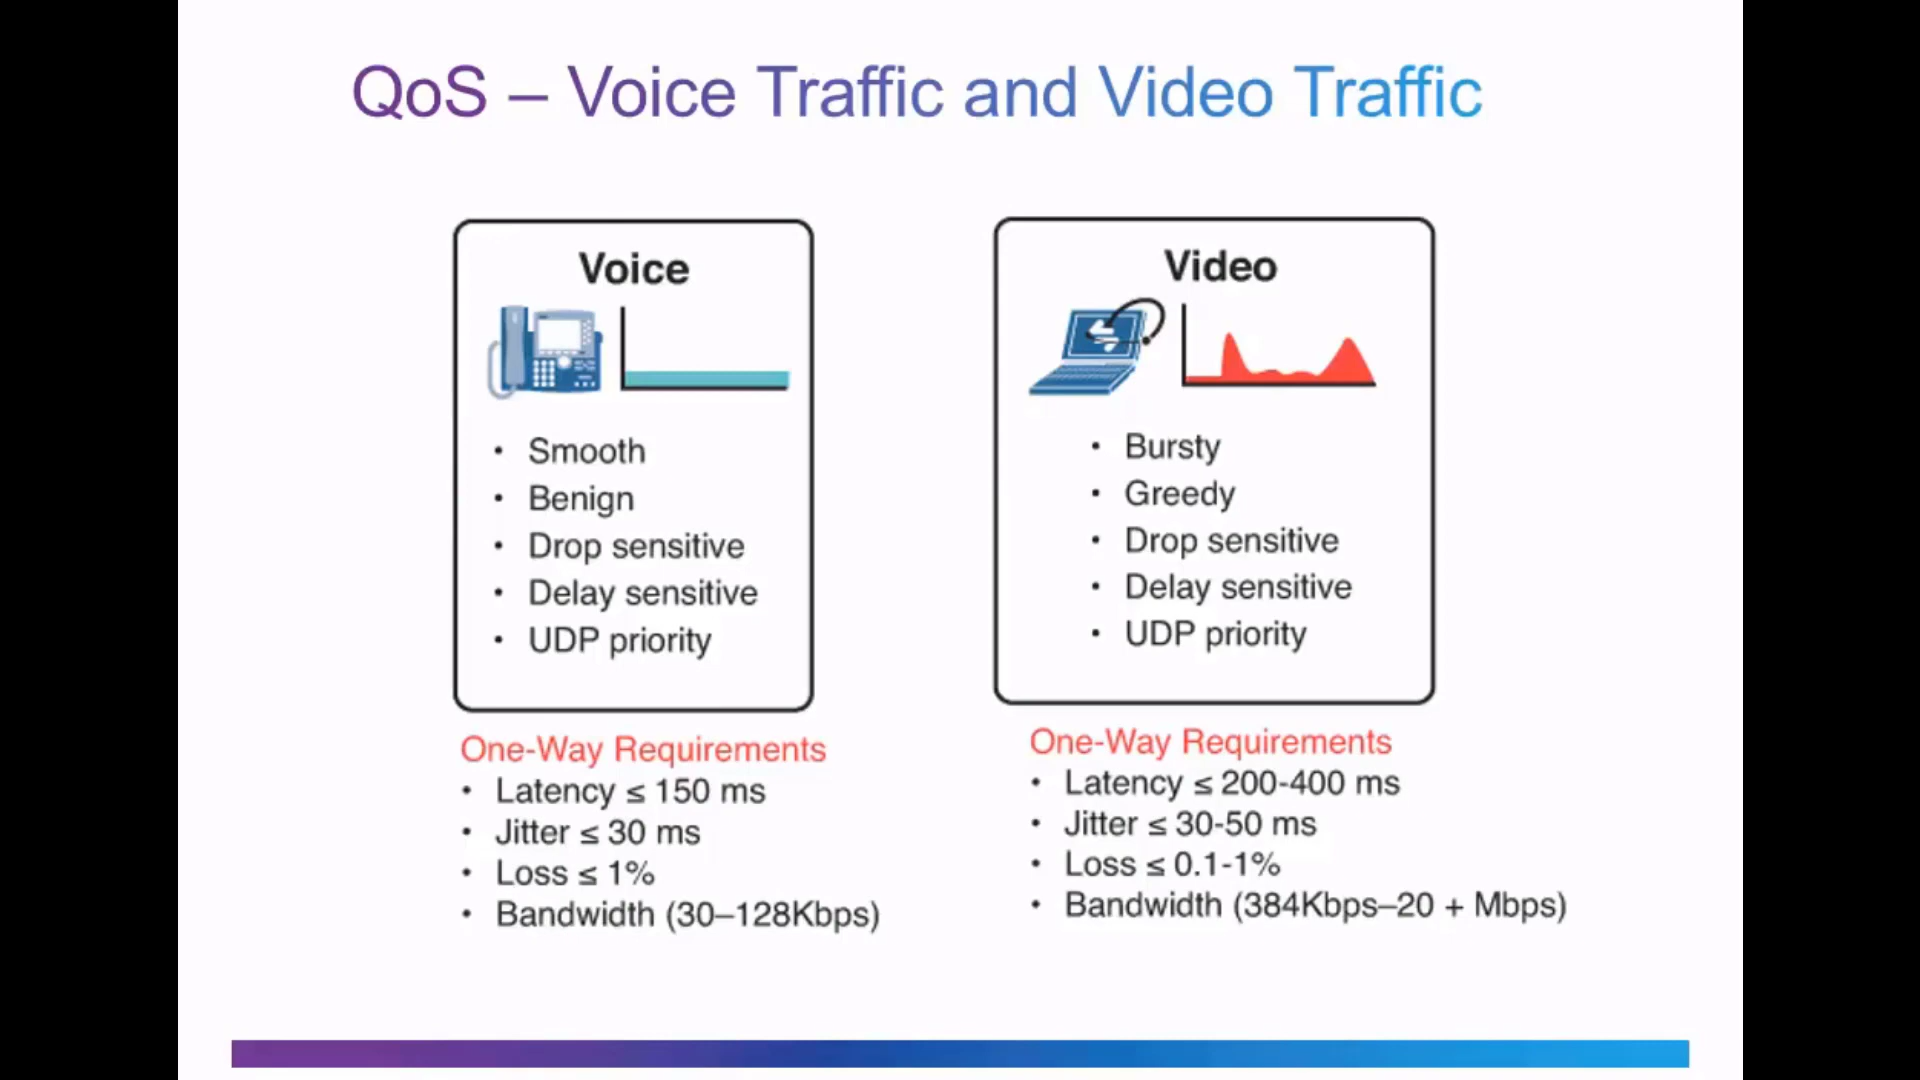 QoS – Voice Traffic and Video Traffic
Voice
• Smooth
• Benign
• Drop sensitive
• Delay sensitive
• UDP priority
One-Way Requirements
• Latency ≤ 150 ms
• Jitter ≤ 30 ms
• Loss ≤ 1%
• Bandwidth (30–128Kbps)
Video
• Bursty
• Greedy
• Drop sensitive
• Delay sensitive
• UDP priority
One-Way Requirements
• Latency ≤ 200-400 ms
• Jitter ≤ 30-50 ms
• Loss ≤ 0.1-1%
• Bandwidth (384Kbps–20 + Mbps)